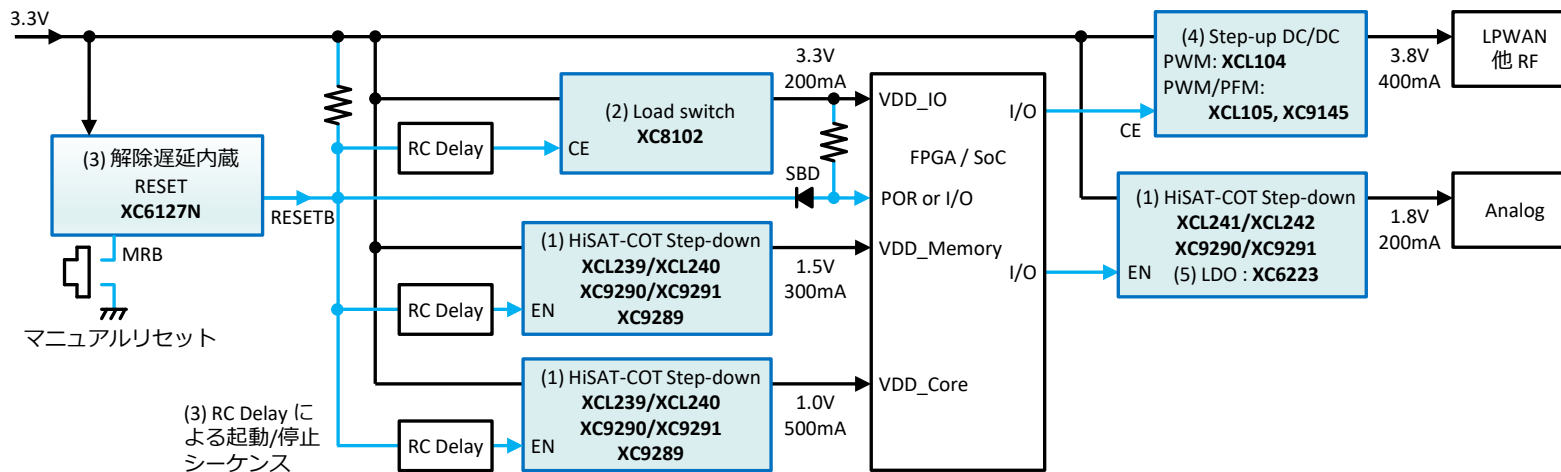 3.3V
(3) 解除遅延内蔵
RESET
XC6127N
RESETB
MRB
マニュアルリセット
(3) RC Delay に
よる起動/停止
シーケンス
RC Delay
CE
(2) Load switch
XC8102
3.3V
200mA
SBD
RC Delay
EN
(1) HiSAT-COT Step-down
XCL239/XCL240
XC9290/XC9291
XC9289
1.5V
300mA
RC Delay
EN
(1) HiSAT-COT Step-down
XCL239/XCL240
XC9290/XC9291
XC9289
1.0V
500mA
VDD_IO
I/O
FPGA / SoC
POR or I/O
VDD_Memory
I/O
VDD_Core
(4) Step-up DC/DC
PWM: XCL104
PWM/PFM:
XCL105, XC9145
CE
3.8V
400mA
LPWAN
他 RF
(1) HiSAT-COT Step-down
XCL241/XCL242
XC9290/XC9291
(5) LDO : XC6223
EN
1.8V
200mA
Analog